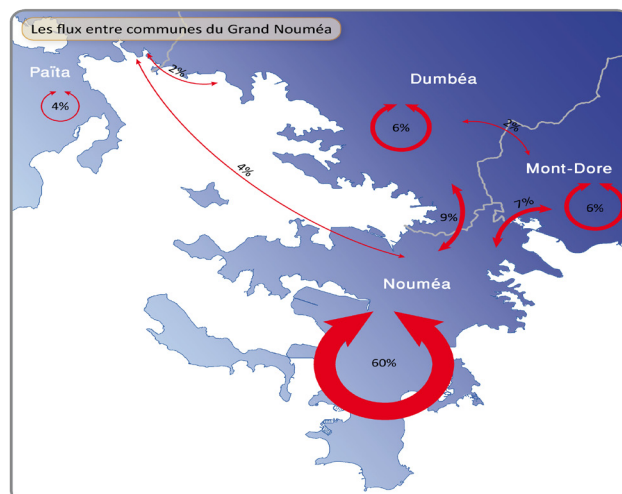 Les flux entre communes du Grand Nouméa
Païta
4%
2%
Dumbéa
6%
2%
Mont-Dore
6%
4%
9%
7%
Nouméa
60%